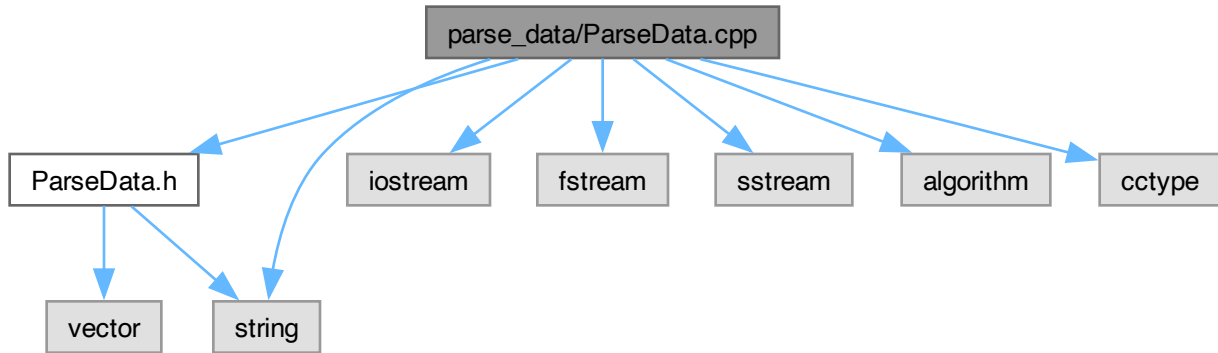 parse_data/ParseData.cpp
ParseData.h
iostream
fstream
sstream
algorithm
cctype
vector
string